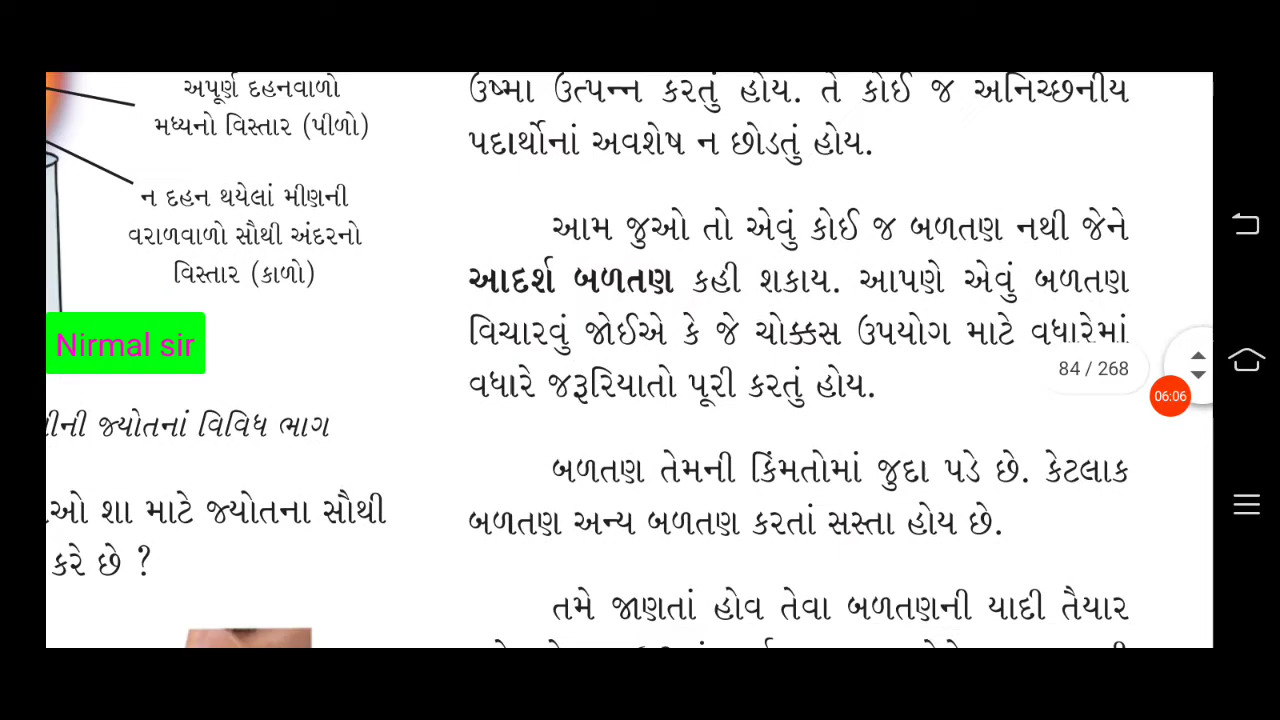 અપૂર્ણ દહનવાળો
મધ્યનો વિસ્તાર (પીળો)
ન દહન થયેલાં મીણની
વરાળવાળો સૌથી અંદરનો
વિસ્તાર (કાળો)
Nirmal sir
જ્યોતનાં વિવિધ ભાગ
શા માટે જ્યોતના સૌથી
કરે છે ?
ઉષ્મા ઉત્પન્ન કરતું હોય. તે કોઈ જ અનિચ્છનીય
પદાર્થોનાં અવશેષ ન છોડતું હોય.
આમ જુઓ તો એવું કોઈ જ બળતણ નથી જેને
આદર્શ બળતણ કહી શકાય. આપણે એવું બળતણ
વિચારવું જોઈએ કે જે ચોક્કસ ઉપયોગ માટે વધારેમાં
વધારે જરૂરિયાતો પૂરી કરતું હોય.
બળતણ તેમની કિંમતોમાં જુદા પડે છે. કેટલાક
બળતણ અન્ય બળતણ કરતાં સસ્તા હોય છે.
તમે જાણતાં હોવ તેવા બળતણની યાદી તૈયાર
84 / 268
06:06